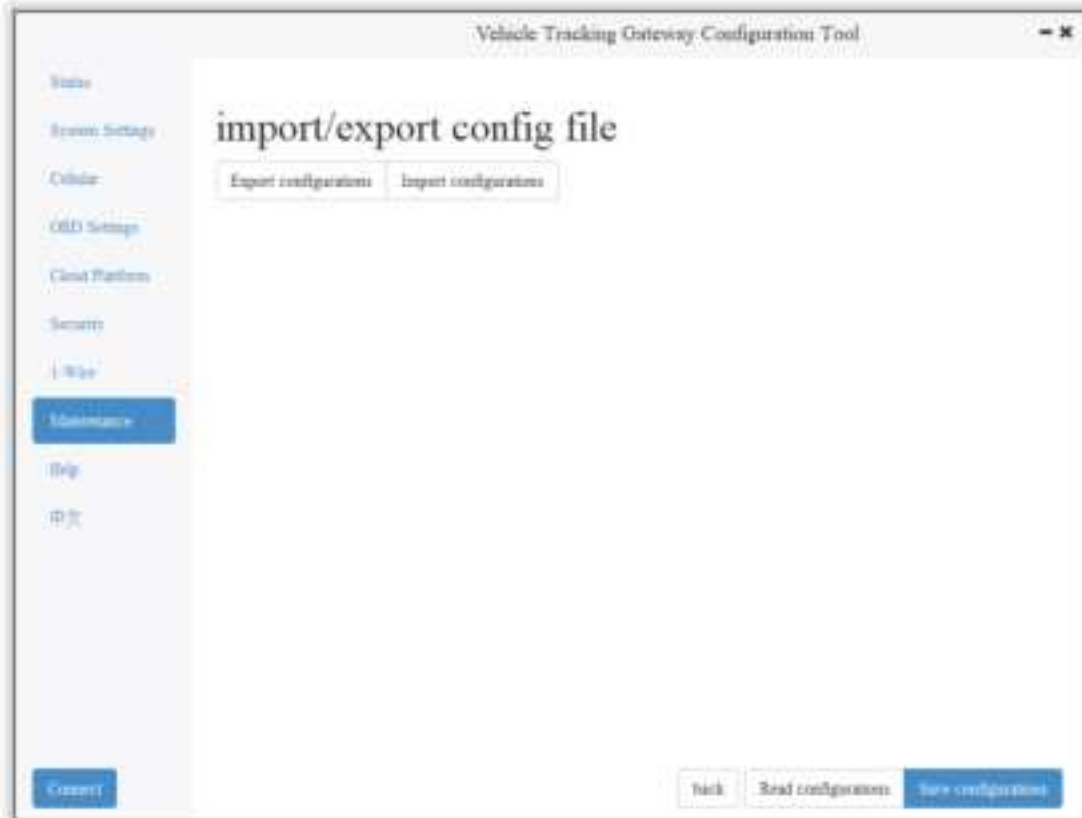 Vehicle Tracking Gateway Configuration Tool
Status
System Settings
Cellular
OBD Settings
Cloud Platform
Security
1-Wire
Maintenance
Help
中文
import/export config file
Export configurations Import configurations
Connect
back Read configurations Save configurations